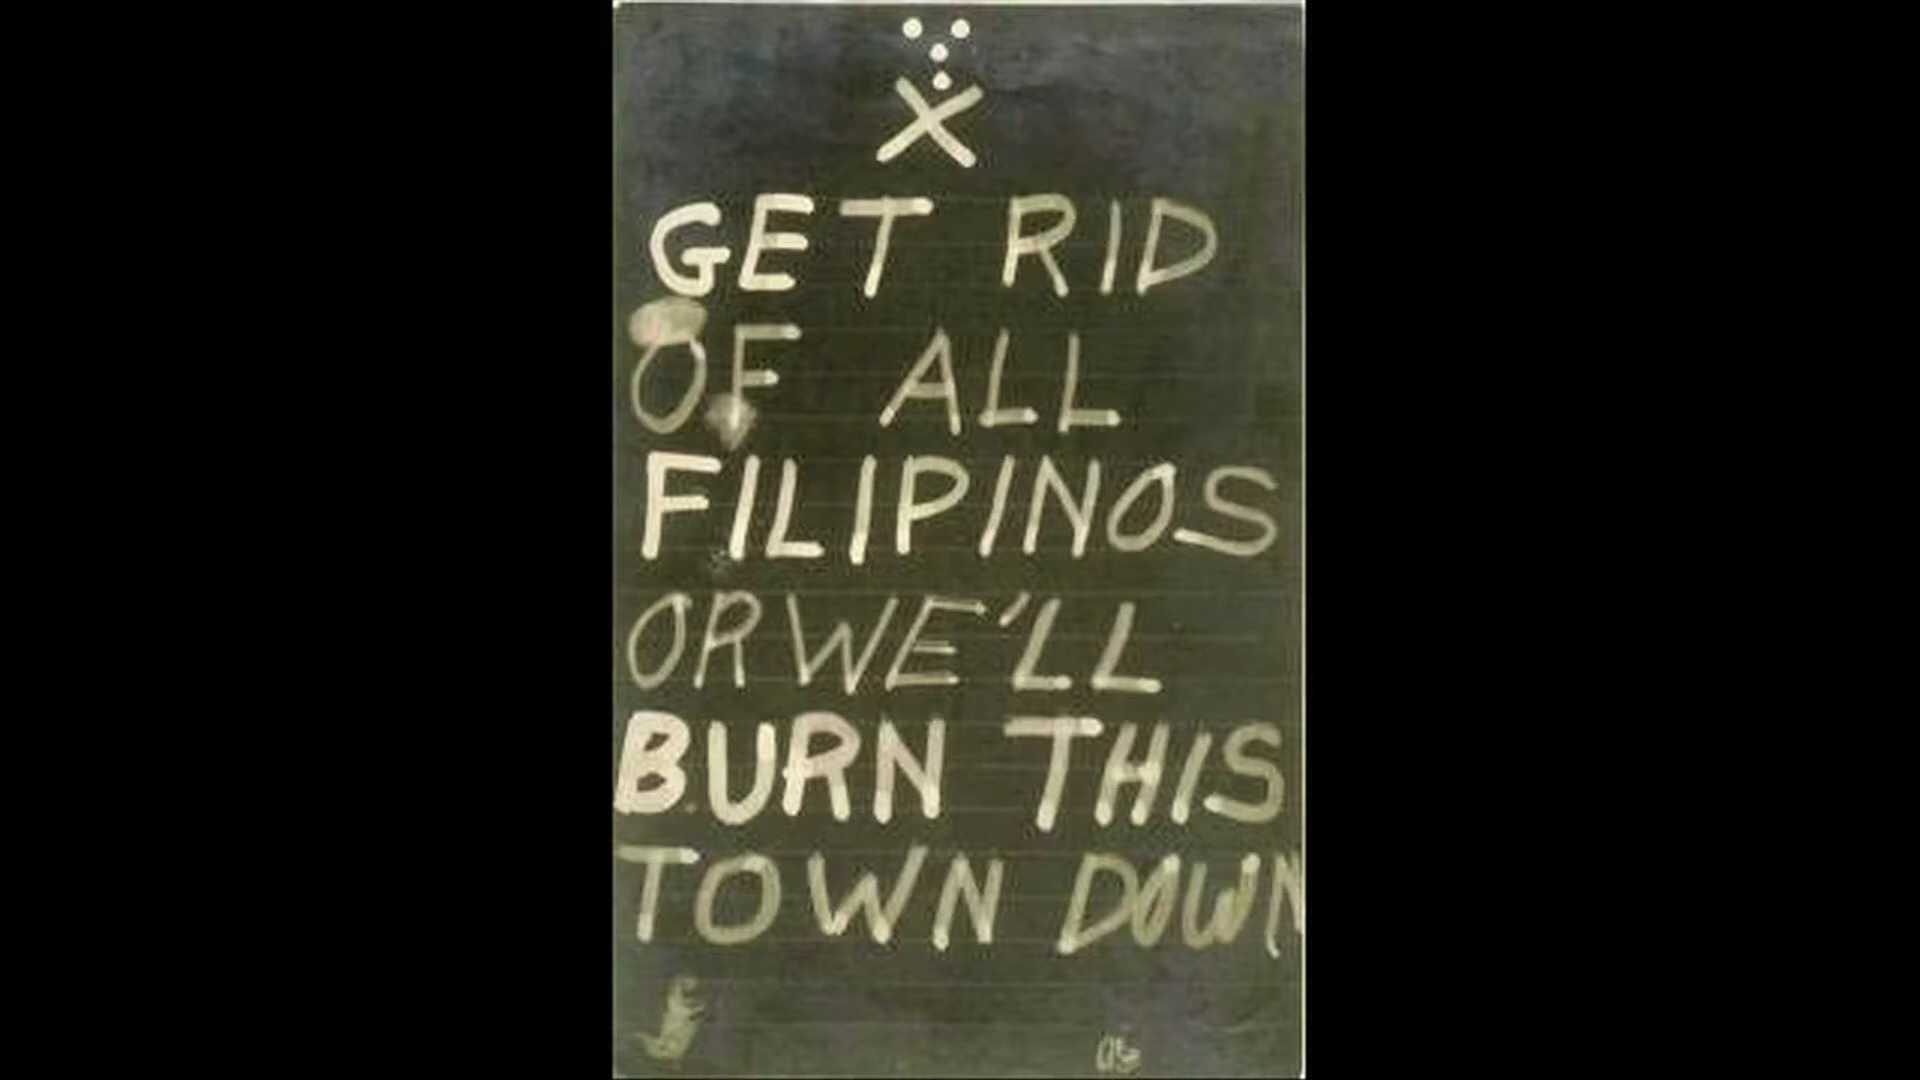 X
GET RID
OF ALL
FILIPINOS
OR WE'LL
BURN THIS
TOWN DOWN